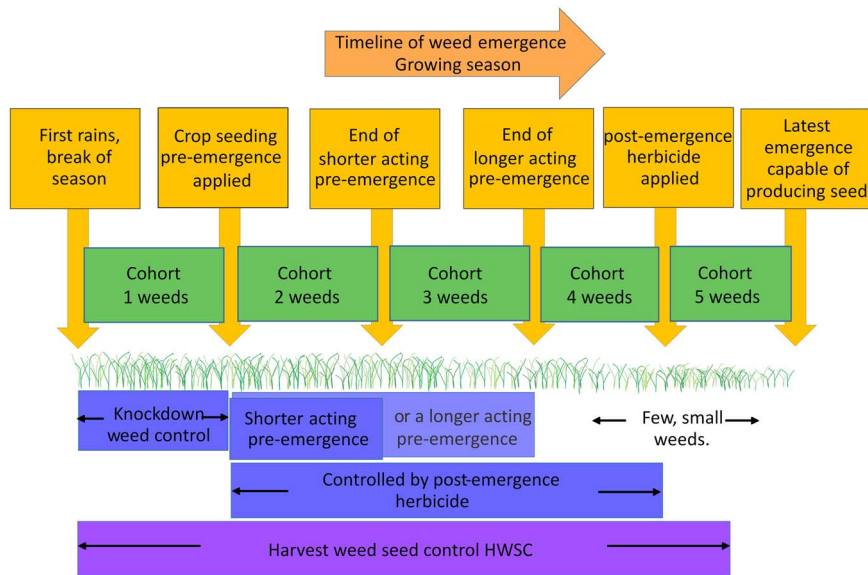 Timeline of weed emergence
Growing season
First rains,
break of
season
Crop seeding
pre-emergence
applied
End of
shorter acting
pre-emergence
End of
longer acting
pre-emergence
post-emergence
herbicide
applied
Latest
emergence
capable of
producing seed
Cohort
1 weeds
Cohort
2 weeds
Cohort
3 weeds
Cohort
4 weeds
Cohort
5 weeds
Knockdown
weed control
Shorter acting
pre-emergence
or a longer acting
pre-emergence
Few, small
weeds.
Controlled by post-emergence
herbicide
Harvest weed seed control HWSC